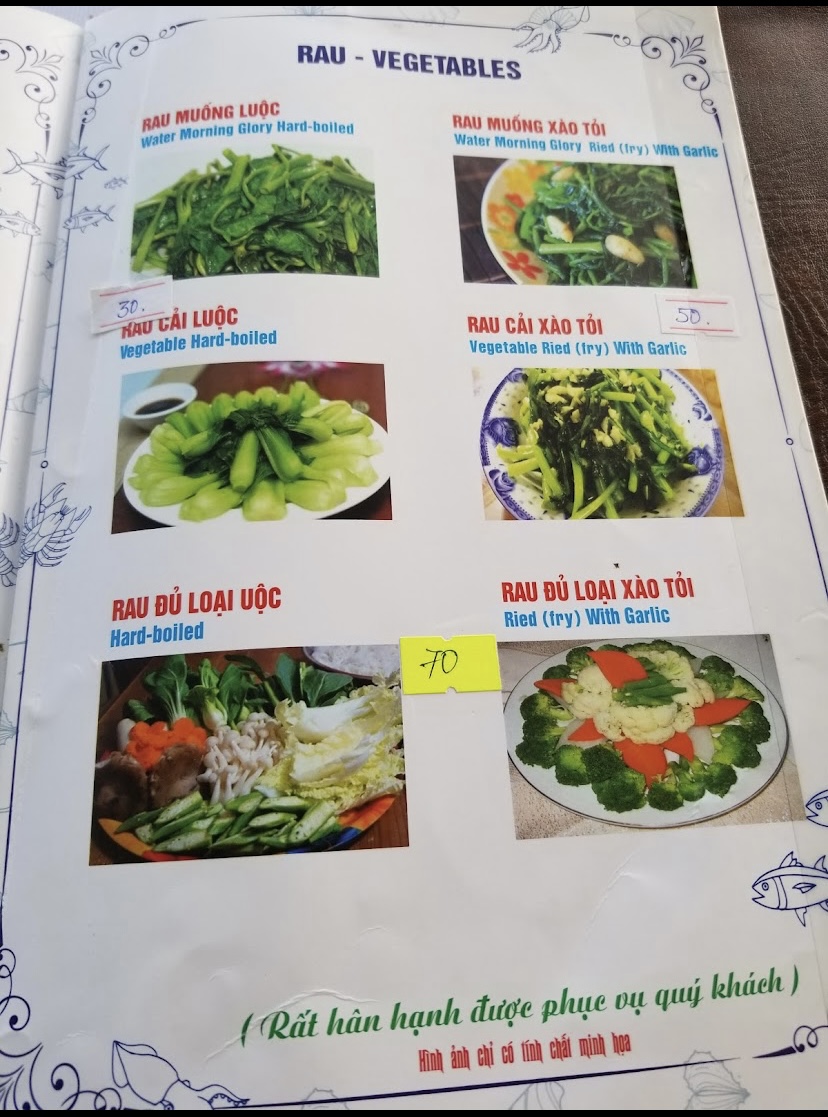 RAU - VEGETABLES
RAU MUỐNG LUỘC
Water Morning Glory Hard-boiled
RAU MUỐNG XÀO TỎI
Water Morning Glory Ried (fry) With Garlic
30.
RAU CẢI LUỘC
Vegetable Hard-boiled
50.
RAU CẢI XÀO TỎI
Vegetable Ried (fry) With Garlic
RAU ĐỦ LOẠI UỘC
Hard-boiled
RAU ĐỦ LOẠI XÀO TỎI
Ried (fry) With Garlic
70
( Rất hân hạnh được phục vụ quý khách )
Hình ảnh chỉ có tính chất minh họa